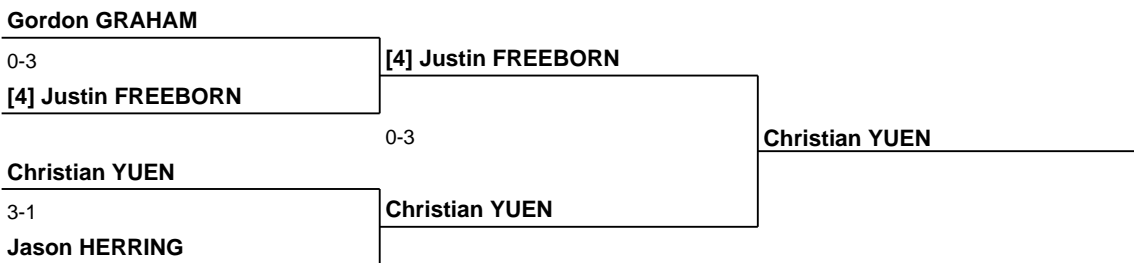 Gordon GRAHAM
0-3
[4] Justin FREEBORN
[4] Justin FREEBORN
0-3
Christian YUEN
Christian YUEN
3-1
Christian YUEN
Jason HERRING